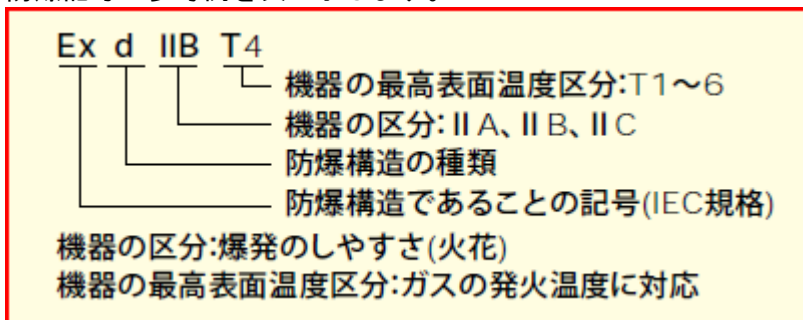 Ex d IIB T4
機器の最高表面温度区分:T1～6
機器の区分:ⅡA、ⅡB、ⅡC
防爆構造の種類
防爆構造であることの記号(IEC規格)
機器の区分:爆発のしやすさ(火花)
機器の最高表面温度区分:ガスの発火温度に対応